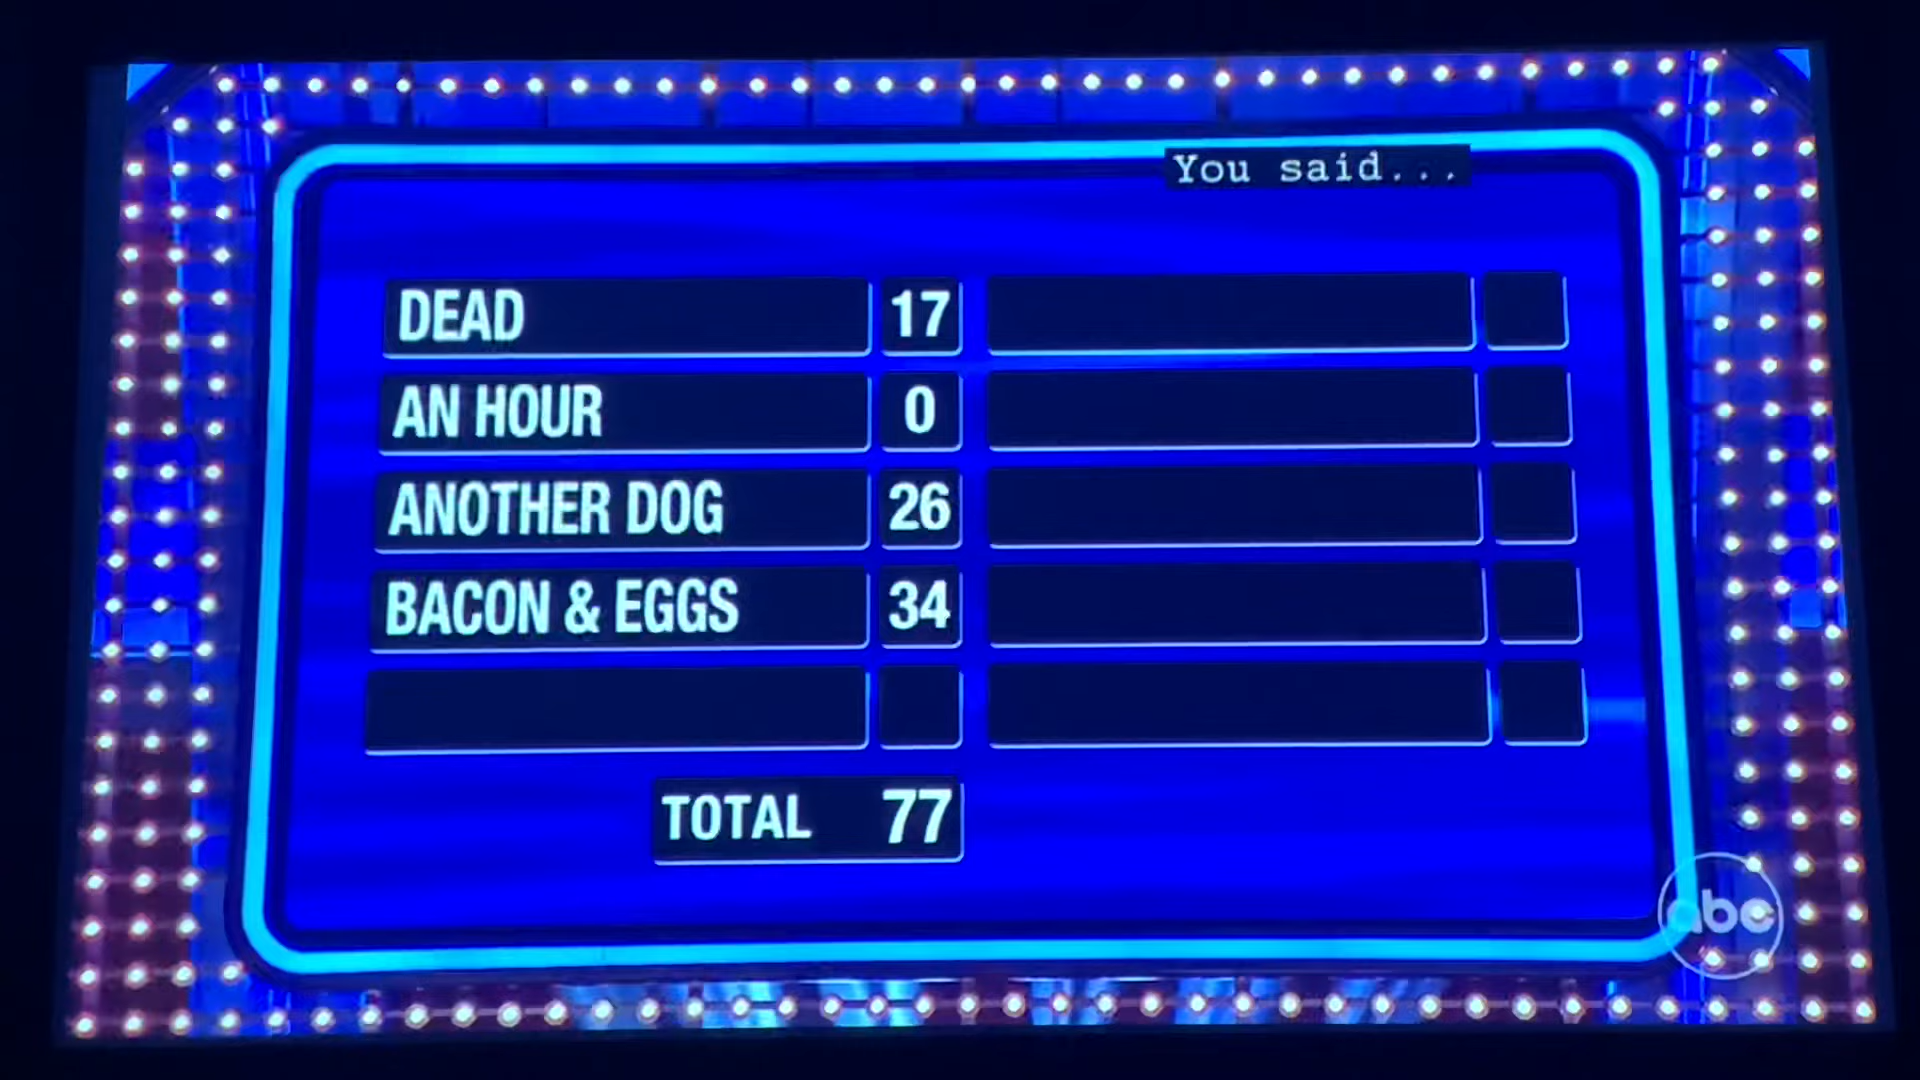 You said...
DEAD 17
AN HOUR 0
ANOTHER DOG 26
BACON & EGGS 34
TOTAL 77
abc